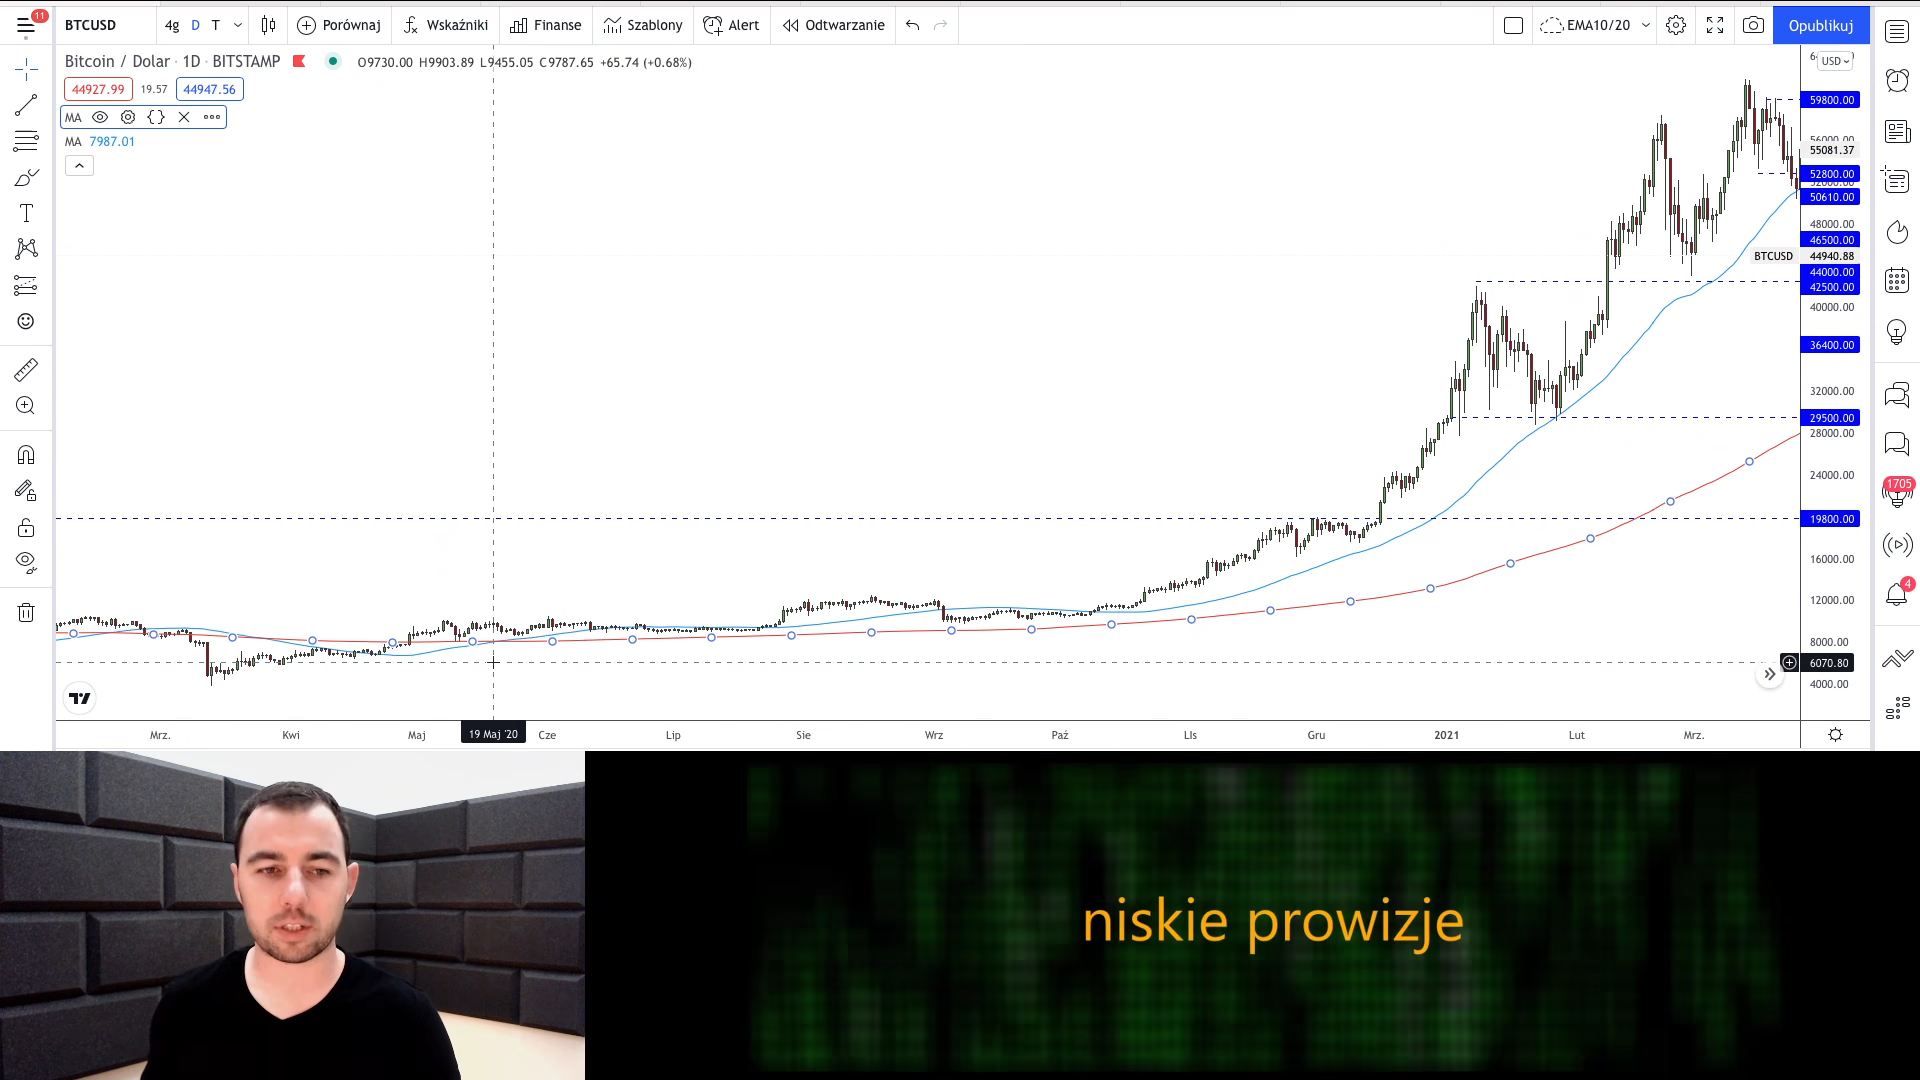 11
BTCUSD
4g
D
T
Porównaj
Wskaźniki
Finanse
Szablony
Alert
Odtwarzanie
EMA10/20
Opublikuj
Bitcoin / Dolar · 1D · BITSTAMP
O9730.00 H9903.89 L9455.05 C9787.65 +65.74 (+0.68%)
USD
44927.99
19.57
44947.56
MA
MA 7987.01
59800.00
56000.00
55081.37
52800.00
50610.00
48000.00
46500.00
BTCUSD 44940.88
44000.00
42500.00
40000.00
36400.00
32000.00
29500.00
28000.00
24000.00
19800.00
16000.00
12000.00
8000.00
6070.80
4000.00
1705
4
Mrz.
Kwi
Maj
19 Maj '20
Cze
Lip
Sie
Wrz
Paź
Lis
Gru
2021
Lut
Mrz.
niskie prowizje